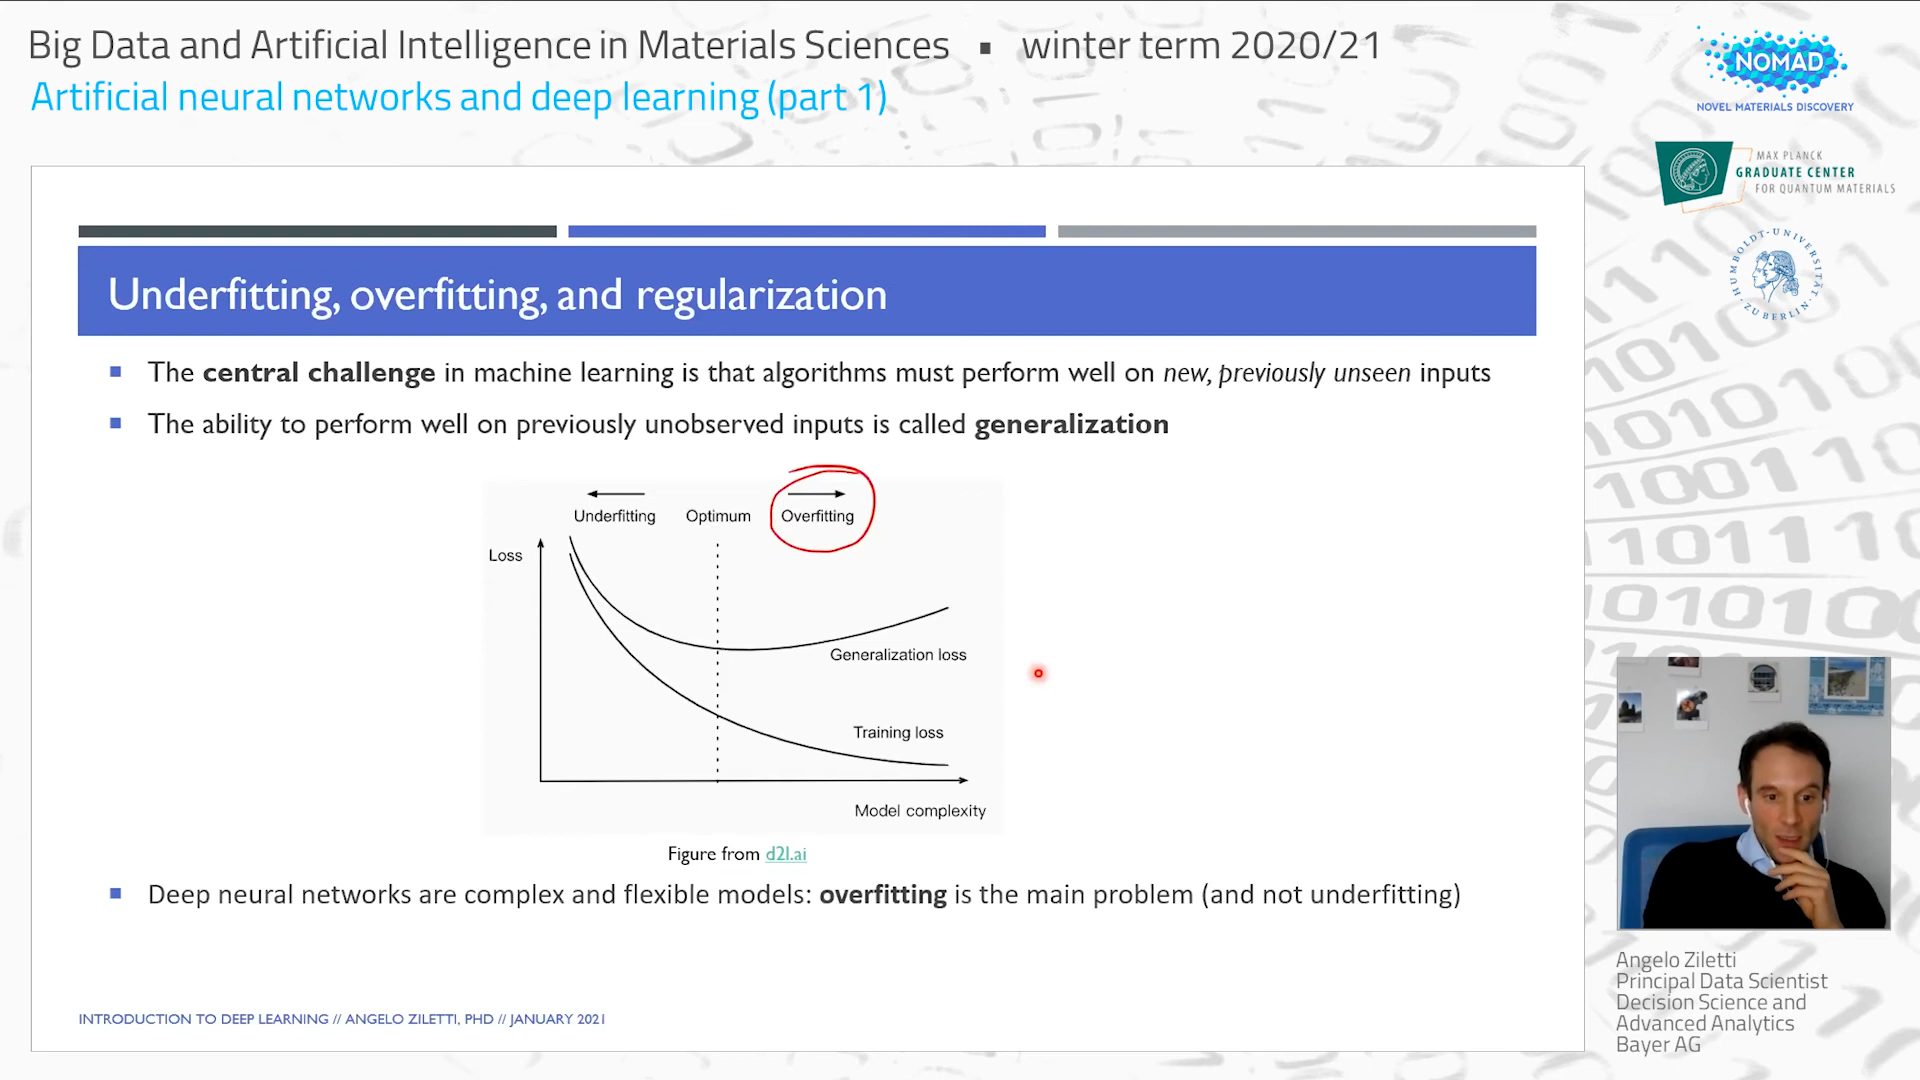 Big Data and Artificial Intelligence in Materials Sciences ▪ winter term 2020/21
Artificial neural networks and deep learning (part 1)
NOMAD
NOVEL MATERIALS DISCOVERY
MAX PLANCK
GRADUATE CENTER
FOR QUANTUM MATERIALS
HUMBOLDT-UNIVERSITÄT ZU BERLIN
Underfitting, overfitting, and regularization
▪ The central challenge in machine learning is that algorithms must perform well on new, previously unseen inputs
▪ The ability to perform well on previously unobserved inputs is called generalization
Underfitting Optimum Overfitting
Loss
Generalization loss
Training loss
Model complexity
Figure from d2l.ai
▪ Deep neural networks are complex and flexible models: overfitting is the main problem (and not underfitting)
INTRODUCTION TO DEEP LEARNING // ANGELO ZILETTI, PHD // JANUARY 2021
Angelo Ziletti
Principal Data Scientist
Decision Science and
Advanced Analytics
Bayer AG